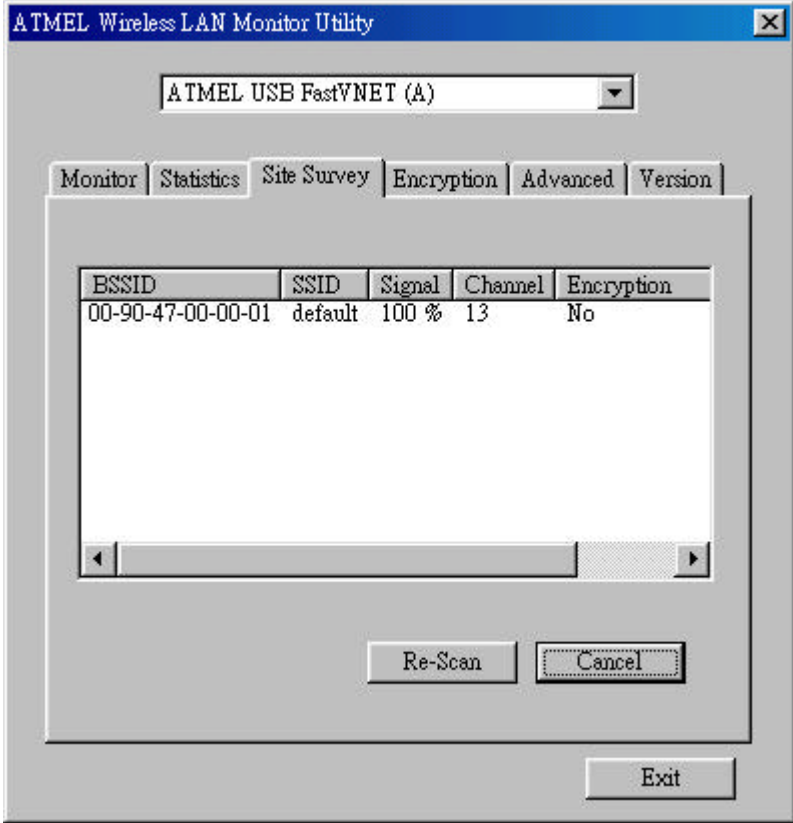 ATMEL Wireless LAN Monitor Utility
ATMEL USB FastVNET (A)
Monitor Statistics Site Survey Encryption Advanced Version
BSSID SSID Signal Channel Encryption
00-90-47-00-00-01 default 100 % 13 No
Re-Scan Cancel
Exit